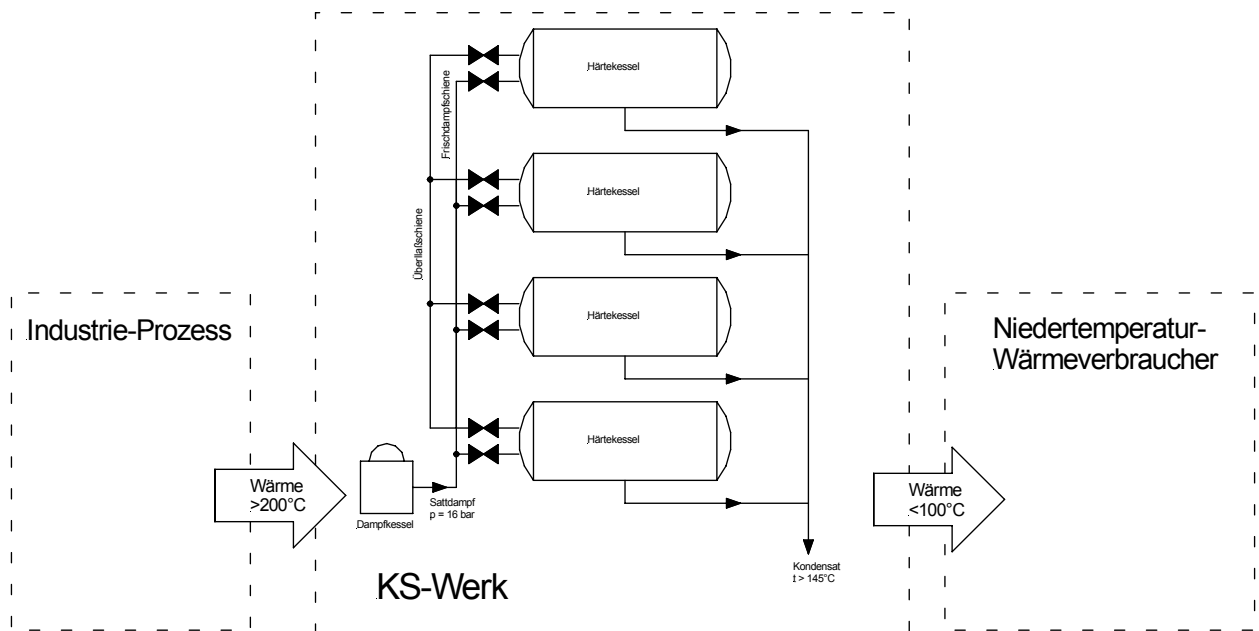 Härtekessel
Frischdampfschiene
Härtekessel
Überllaßschiene
Härtekessel
Industrie-Prozess
Niedertemperatur-
Wärmeverbraucher
Härtekessel
Wärme
>200°C
Dampfkessel
Sattdampf
p = 16 bar
Wärme
<100°C
Kondensat
t > 145°C
KS-Werk